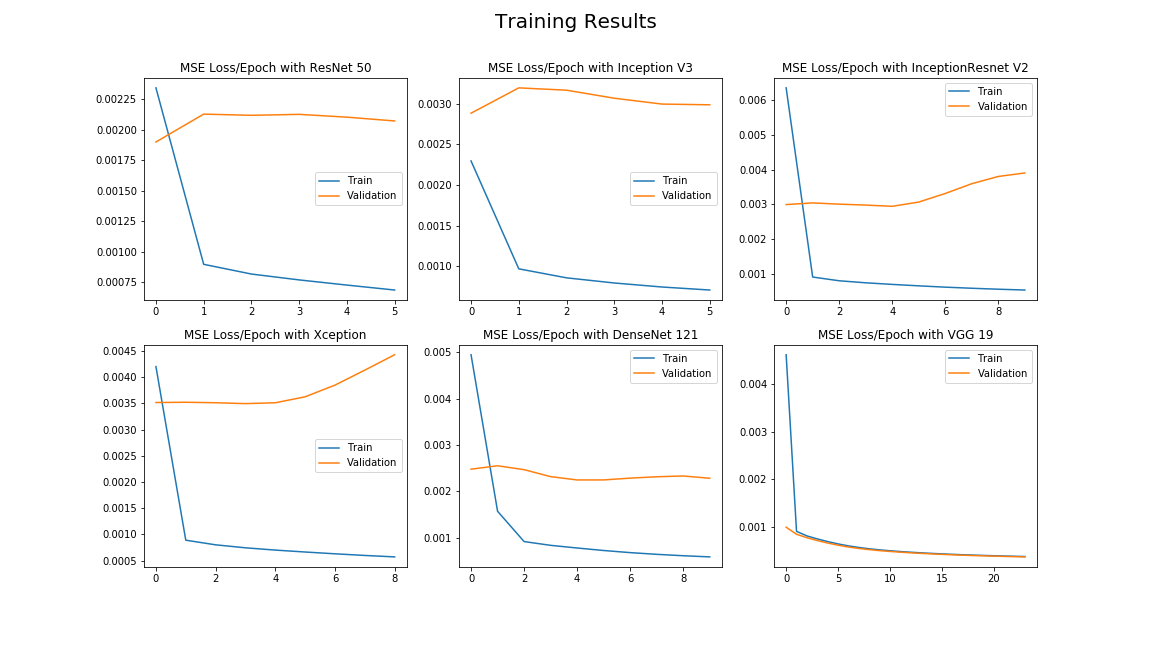 Training Results
MSE Loss/Epoch with ResNet 50
0.00225
0.00200
0.00175
0.00150
0.00125
0.00100
0.00075
Train
Validation
0 1 2 3 4 5
MSE Loss/Epoch with Inception V3
0.0030
0.0025
0.0020
0.0015
0.0010
Train
Validation
0 1 2 3 4 5
MSE Loss/Epoch with InceptionResnet V2
0.006
0.005
0.004
0.003
0.002
0.001
Train
Validation
0 2 4 6 8
MSE Loss/Epoch with Xception
0.0045
0.0040
0.0035
0.0030
0.0025
0.0020
0.0015
0.0010
0.0005
Train
Validation
0 2 4 6 8
MSE Loss/Epoch with DenseNet 121
0.005
0.004
0.003
0.002
0.001
Train
Validation
0 2 4 6 8
MSE Loss/Epoch with VGG 19
0.004
0.003
0.002
0.001
Train
Validation
0 5 10 15 20